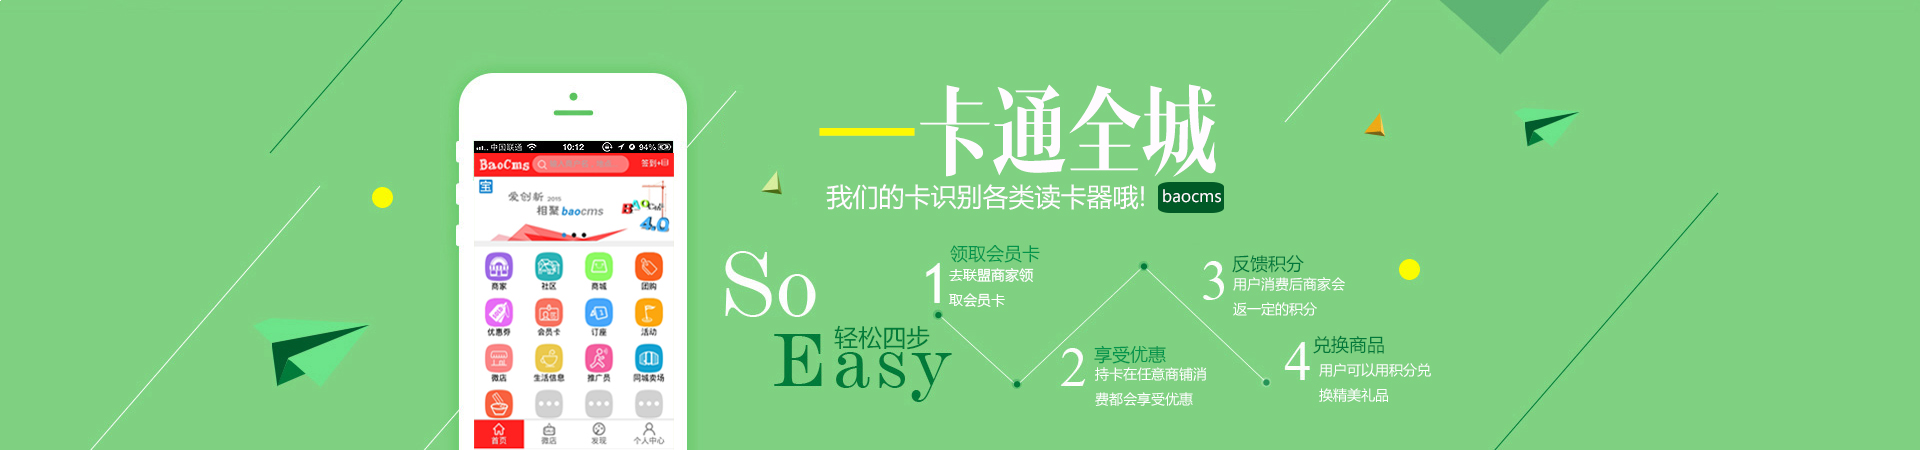 中国联通 10:12 94%
BaoCms 签到
宝
爱创新 2015
相聚baocms
BAOCMS
4.0
商家 社区 商城 团购
SOLD
优惠券 会员卡 订座 活动
微店 生活信息 推广员 同城卖场
首页 微店 发现 个人中心
一卡通全城
我们的卡识别各类读卡器哦! baocms
So
Easy
轻松四步
1 领取会员卡
去联盟商家领
取会员卡
2 享受优惠
持卡在任意商铺消
费都会享受优惠
3 反馈积分
用户消费后商家会
返一定的积分
4 兑换商品
用户可以用积分兑
换精美礼品